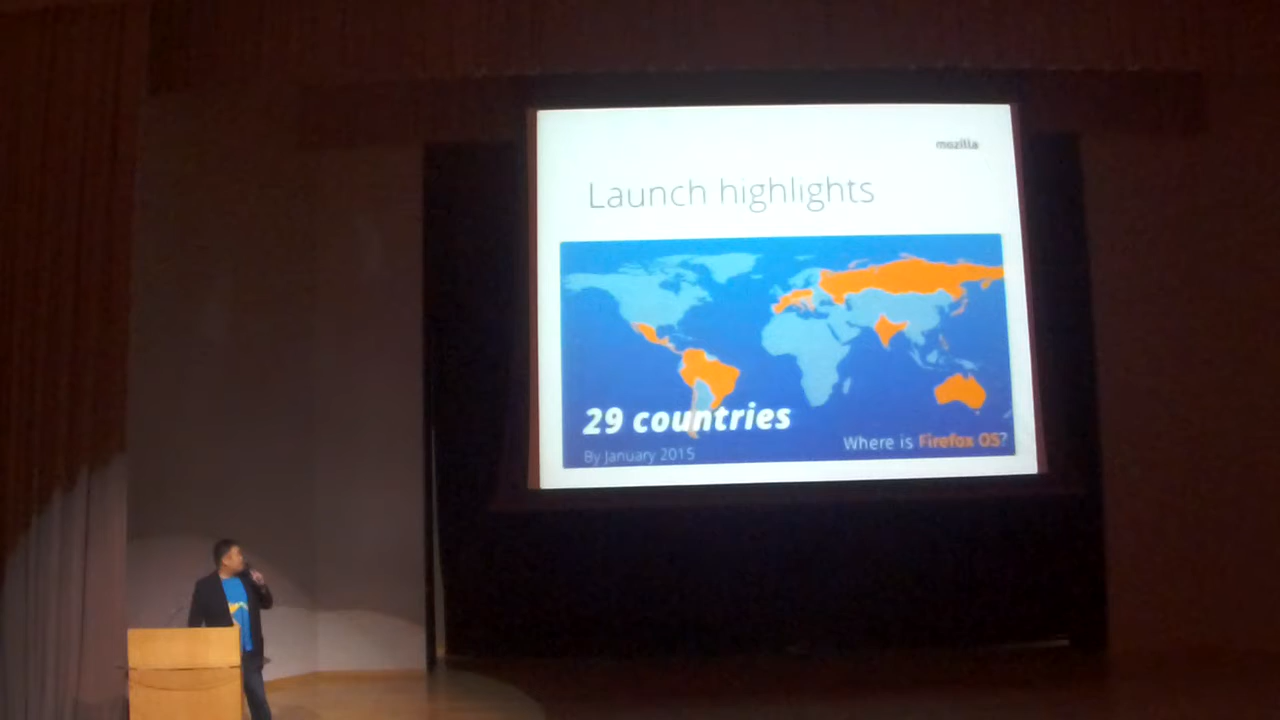 mozilla
Launch highlights
29 countries
By January 2015
Where is Firefox OS?